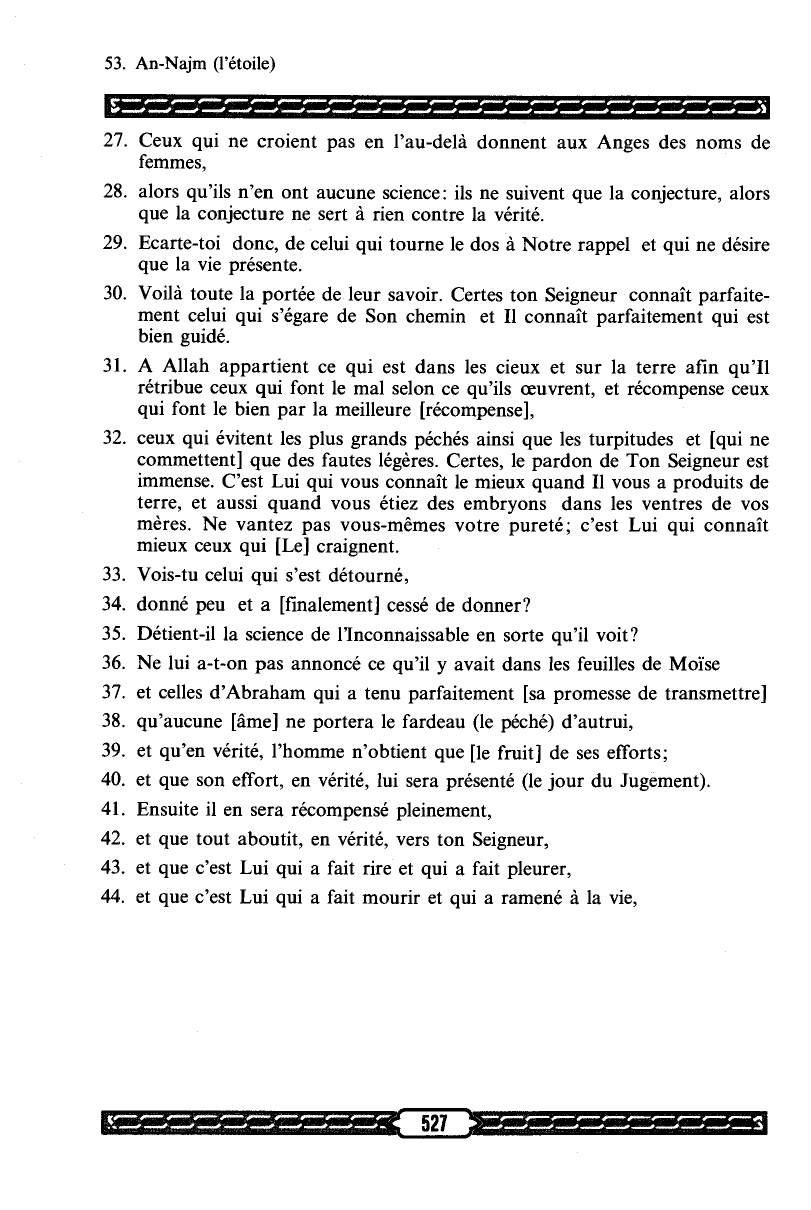 53. An-Najm (l'étoile)
27. Ceux qui ne croient pas en l'au-delà donnent aux Anges des noms de
femmes,
28. alors qu'ils n'en ont aucune science: ils ne suivent que la conjecture, alors
que la conjecture ne sert à rien contre la vérité.
29. Ecarte-toi donc, de celui qui tourne le dos à Notre rappel et qui ne désire
que la vie présente.
30. Voilà toute la portée de leur savoir. Certes ton Seigneur connaît parfaite-
ment celui qui s'égare de Son chemin et Il connaît parfaitement qui est
bien guidé.
31. A Allah appartient ce qui est dans les cieux et sur la terre afin qu'Il
rétribue ceux qui font le mal selon ce qu'ils œuvrent, et récompense ceux
qui font le bien par la meilleure [récompense],
32. ceux qui évitent les plus grands péchés ainsi que les turpitudes et [qui ne
commettent] que des fautes légères. Certes, le pardon de Ton Seigneur est
immense. C'est Lui qui vous connaît le mieux quand Il vous a produits de
terre, et aussi quand vous étiez des embryons dans les ventres de vos
mères. Ne vantez pas vous-mêmes votre pureté; c'est Lui qui connaît
mieux ceux qui [Le] craignent.
33. Vois-tu celui qui s'est détourné,
34. donné peu et a [finalement] cessé de donner?
35. Détient-il la science de l'Inconnaissable en sorte qu'il voit?
36. Ne lui a-t-on pas annoncé ce qu'il y avait dans les feuilles de Moïse
37. et celles d'Abraham qui a tenu parfaitement [sa promesse de transmettre]
38. qu'aucune [âme] ne portera le fardeau (le péché) d'autrui,
39. et qu'en vérité, l'homme n'obtient que [le fruit] de ses efforts;
40. et que son effort, en vérité, lui sera présenté (le jour du Jugement).
41. Ensuite il en sera récompensé pleinement,
42. et que tout aboutit, en vérité, vers ton Seigneur,
43. et que c'est Lui qui a fait rire et qui a fait pleurer,
44. et que c'est Lui qui a fait mourir et qui a ramené à la vie,
527